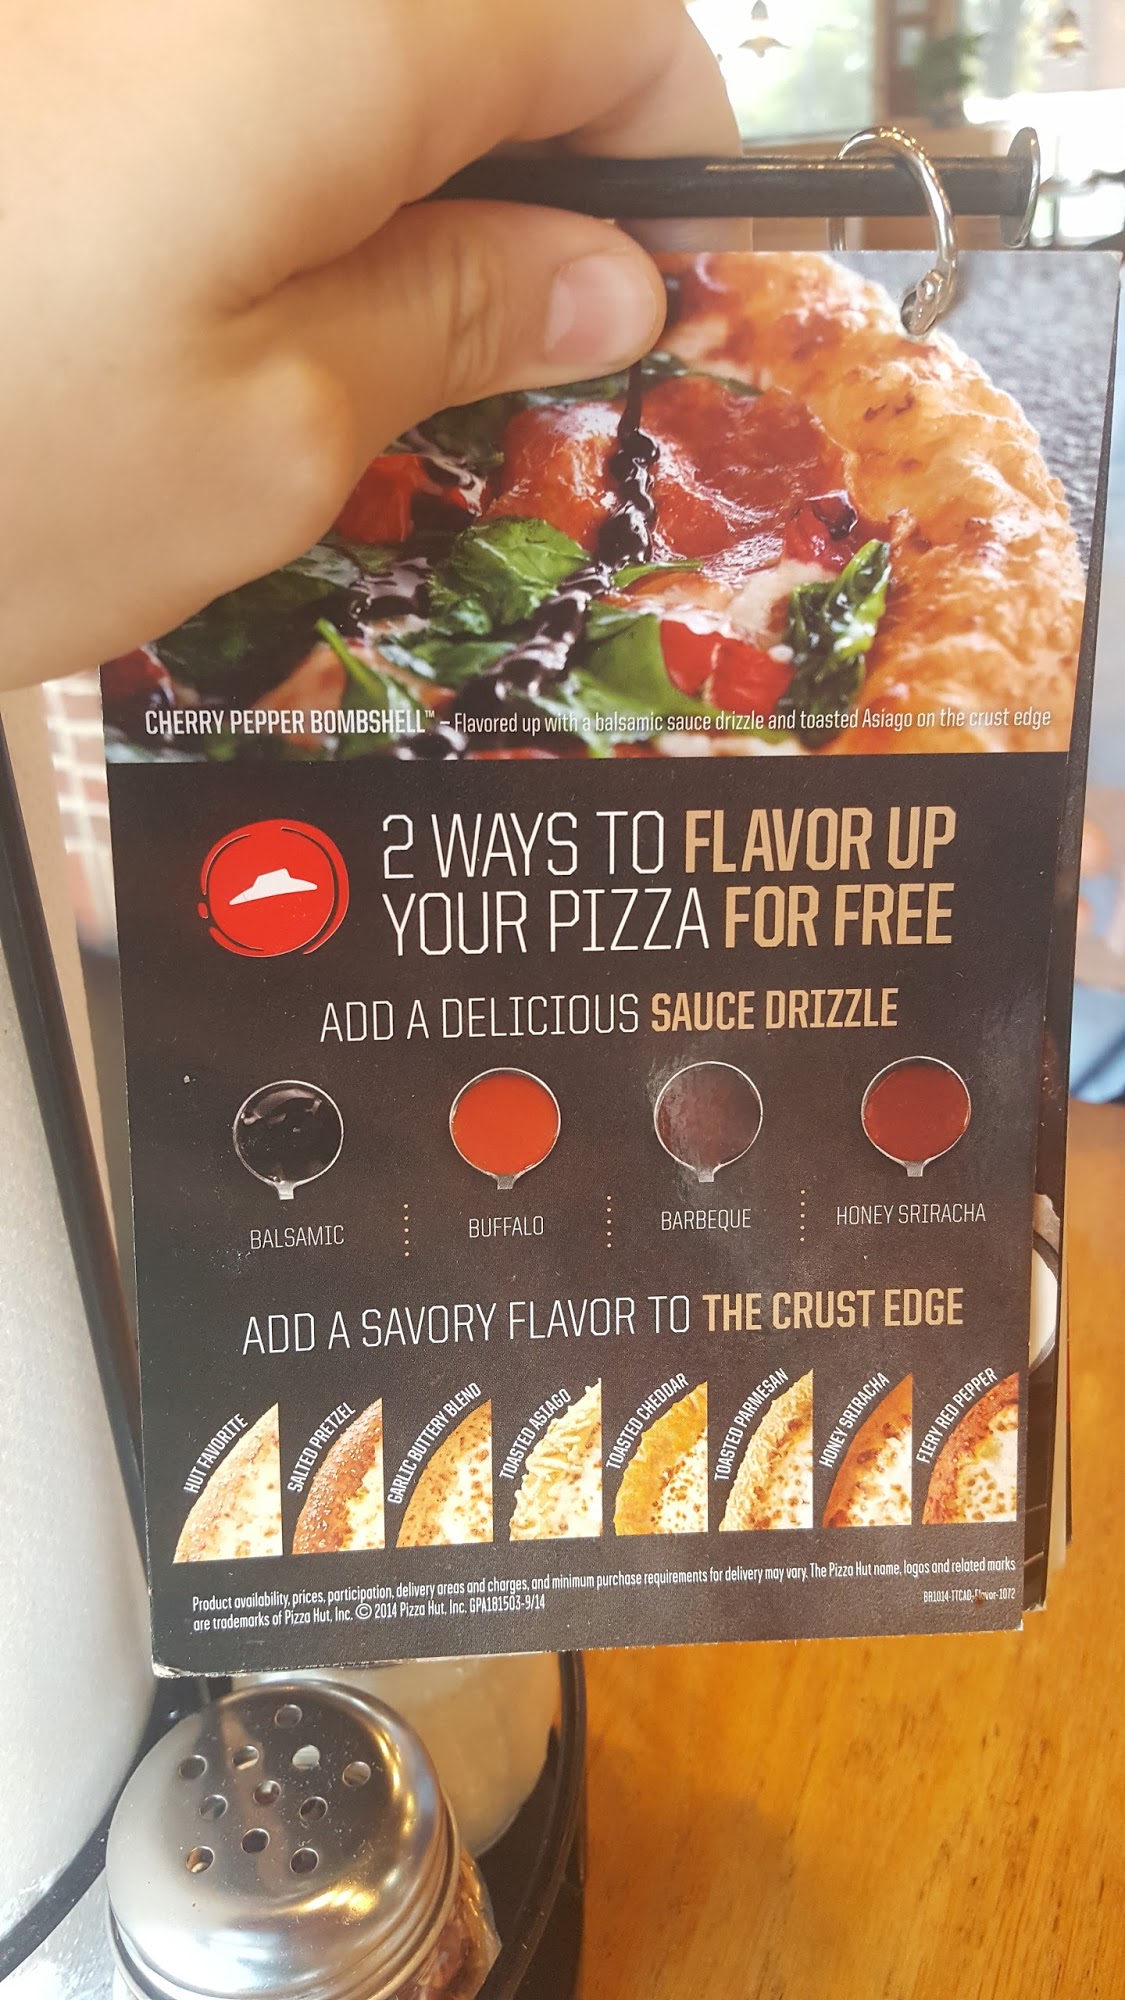 CHERRY PEPPER BOMBSHELL™ – Flavored up with a balsamic sauce drizzle and toasted Asiago on the crust edge
2 WAYS TO FLAVOR UP
YOUR PIZZA FOR FREE
ADD A DELICIOUS SAUCE DRIZZLE
BALSAMIC
BUFFALO
BARBEQUE
HONEY SRIRACHA
ADD A SAVORY FLAVOR TO THE CRUST EDGE
HUT FAVORITE
SALTED PRETZEL
GARLIC BUTTERY BLEND
TOASTED ASIAGO
TOASTED CHEDDAR
TOASTED PARMESAN
HONEY SRIRACHA
FIERY RED PEPPER
Product availability, prices, participation, delivery areas and charges, and minimum purchase requirements for delivery may vary. The Pizza Hut name, logos and related marks
are trademarks of Pizza Hut, Inc. © 2014 Pizza Hut, Inc. GPA181503-9/14
BR1014-TTCAD-Flavor-1072